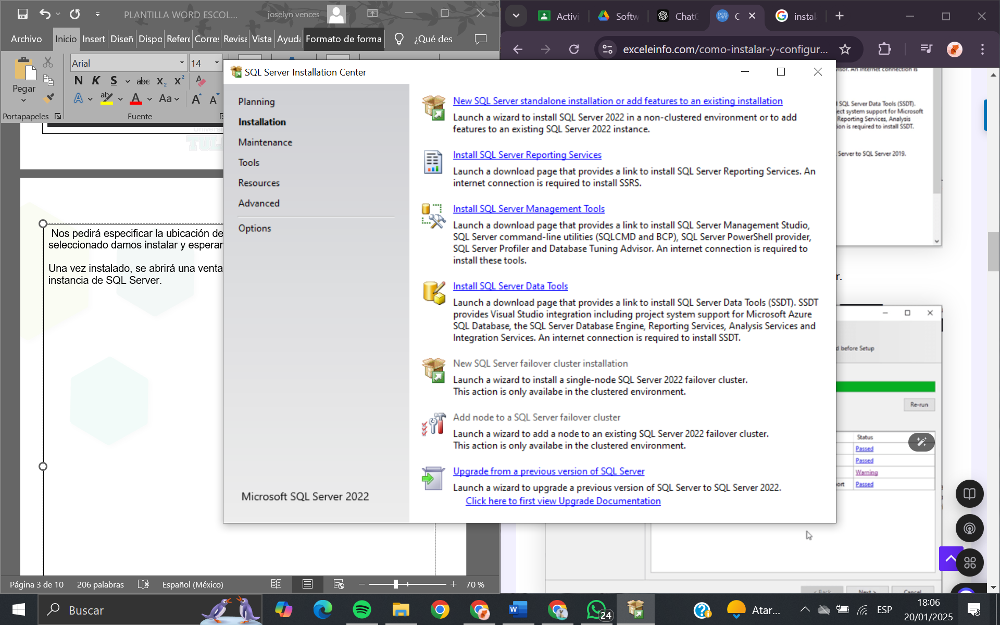 PLANTILLA WORD ESCOL...
joselyn vences
Archivo
Inicio
Insert
Diseñ
Dispo
Refere
Corres
Revisa
Vista
Ayuda
Formato de forma
¿Qué des
Pegar
Portapapeles
Arial
14
N K S abc X₂ X²
Aa
Fuente
Nos pedirá especificar la ubicación de
seleccionado damos instalar y esperar
Una vez instalado, se abrirá una venta
instancia de SQL Server.
Página 3 de 10
206 palabras
Español (México)
70 %
Activi
Softw
ChatG
C
instal
exceleinfo.com/como-instalar-y-configur...
SQL Server Installation Center
Planning
Installation
Maintenance
Tools
Resources
Advanced
Options
Microsoft SQL Server 2022
New SQL Server standalone installation or add features to an existing installation
Launch a wizard to install SQL Server 2022 in a non-clustered environment or to add
features to an existing SQL Server 2022 instance.
Install SQL Server Reporting Services
Launch a download page that provides a link to install SQL Server Reporting Services. An
internet connection is required to install SSRS.
Install SQL Server Management Tools
Launch a download page that provides a link to install SQL Server Management Studio,
SQL Server command-line utilities (SQLCMD and BCP), SQL Server PowerShell provider,
SQL Server Profiler and Database Tuning Advisor. An internet connection is required to
install these tools.
Install SQL Server Data Tools
Launch a download page that provides a link to install SQL Server Data Tools (SSDT). SSDT
provides Visual Studio integration including project system support for Microsoft Azure
SQL Database, the SQL Server Database Engine, Reporting Services, Analysis Services and
Integration Services. An internet connection is required to install SSDT.
New SQL Server failover cluster installation
Launch a wizard to install a single-node SQL Server 2022 failover cluster.
This action is only availabe in the clustered environment.
Add node to a SQL Server failover cluster
Launch a wizard to add a node to an existing SQL Server 2022 failover cluster.
This action is only availabe in the clustered environment.
Upgrade from a previous version of SQL Server
Launch a wizard to upgrade a previous version of SQL Server to SQL Server 2022.
Click here to first view Upgrade Documentation
SQL Server Data Tools (SSDT).
ect system support for Microsoft
Reporting Services, Analysis
ion is required to install SSDT.
Server to SQL Server 2019.
r.
d before Setup
Re-run
Status
Passed
Passed
Warning
ort Passed
< Back
Next >
Cancel
Buscar
24
Atar...
ESP
18:06
20/01/2025